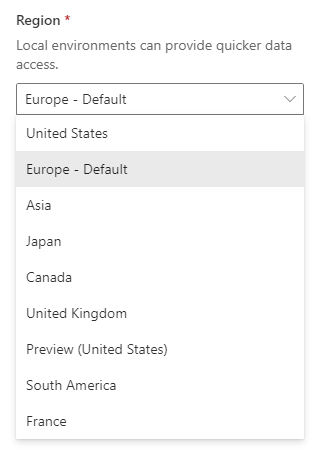 Region *
Local environments can provide quicker data
access.
Europe - Default
United States
Europe - Default
Asia
Japan
Canada
United Kingdom
Preview (United States)
South America
France